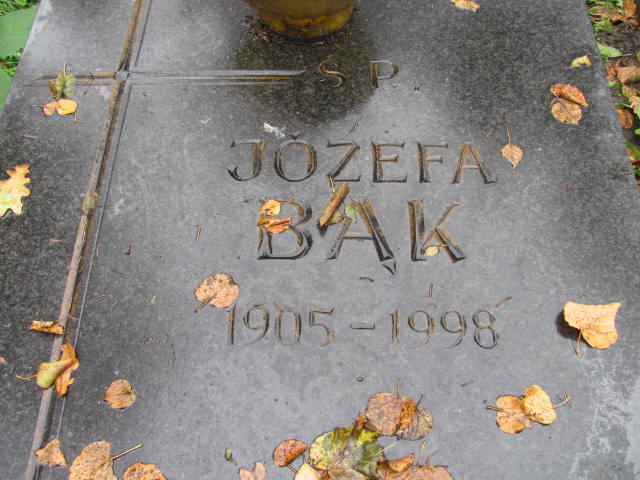 Ś. P.
JÓZEFA
BĄK
1905-1998